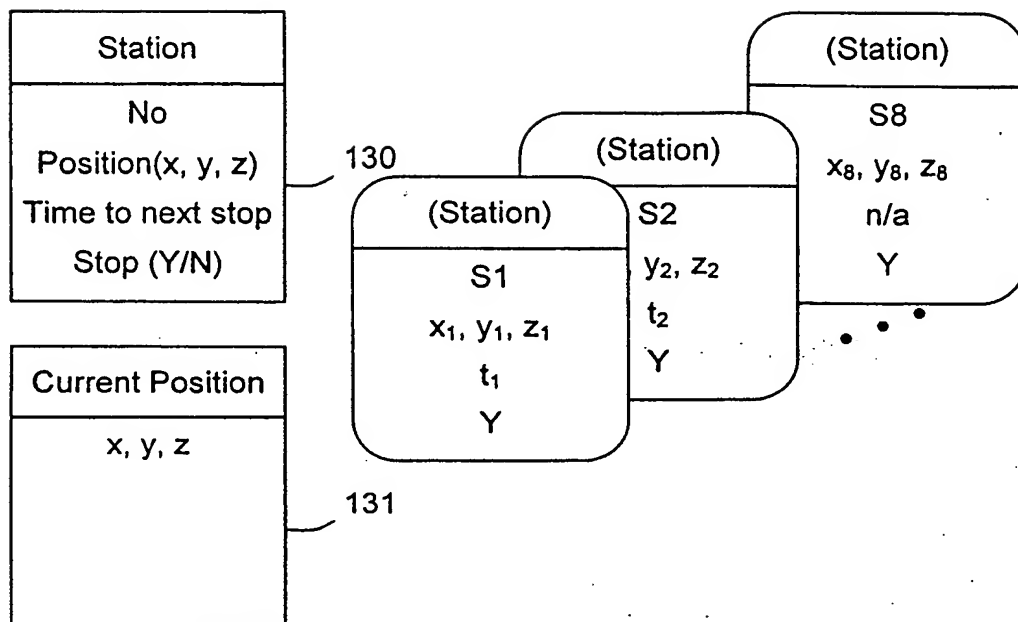 Station
No
Position(x, y, z)
Time to next stop
Stop (Y/N)
130
(Station)
S1
x₁, y₁, z₁
t₁
Y
(Station)
S2
y₂, z₂
t₂
Y
(Station)
S8
x₈, y₈, z₈
n/a
Y
Current Position
x, y, z
131